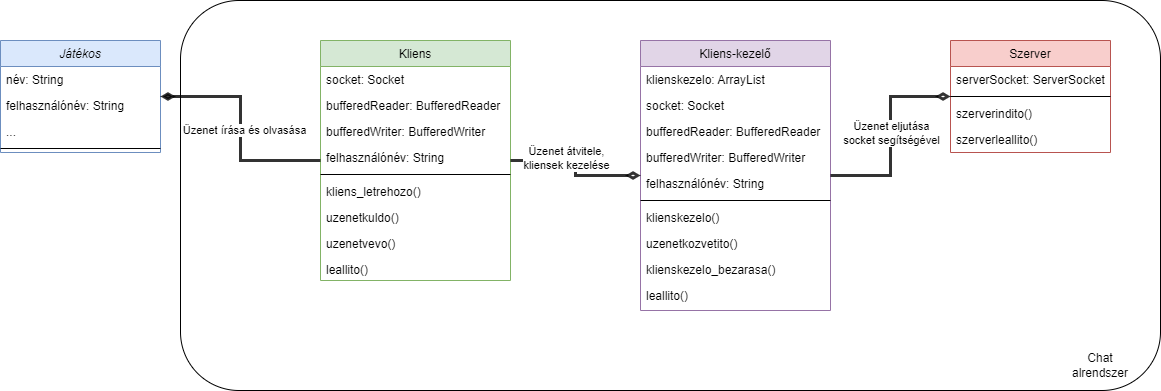 Játékos
név: String
felhasználónév: String
...
Üzenet írása és olvasása
Kliens
socket: Socket
bufferedReader: BufferedReader
bufferedWriter: BufferedWriter
felhasználónév: String
kliens_letrehozo()
uzenetkuldo()
uzenetvevo()
leallito()
Üzenet átvitele,
kliensek kezelése
Kliens-kezelő
klienskezelo: ArrayList
socket: Socket
bufferedReader: BufferedReader
bufferedWriter: BufferedWriter
felhasználónév: String
klienskezelo()
uzenetkozvetito()
klienskezelo_bezarasa()
leallito()
Üzenet eljutása
socket segítségével
Szerver
serverSocket: ServerSocket
szerverindito()
szerverleallito()
Chat
alrendszer